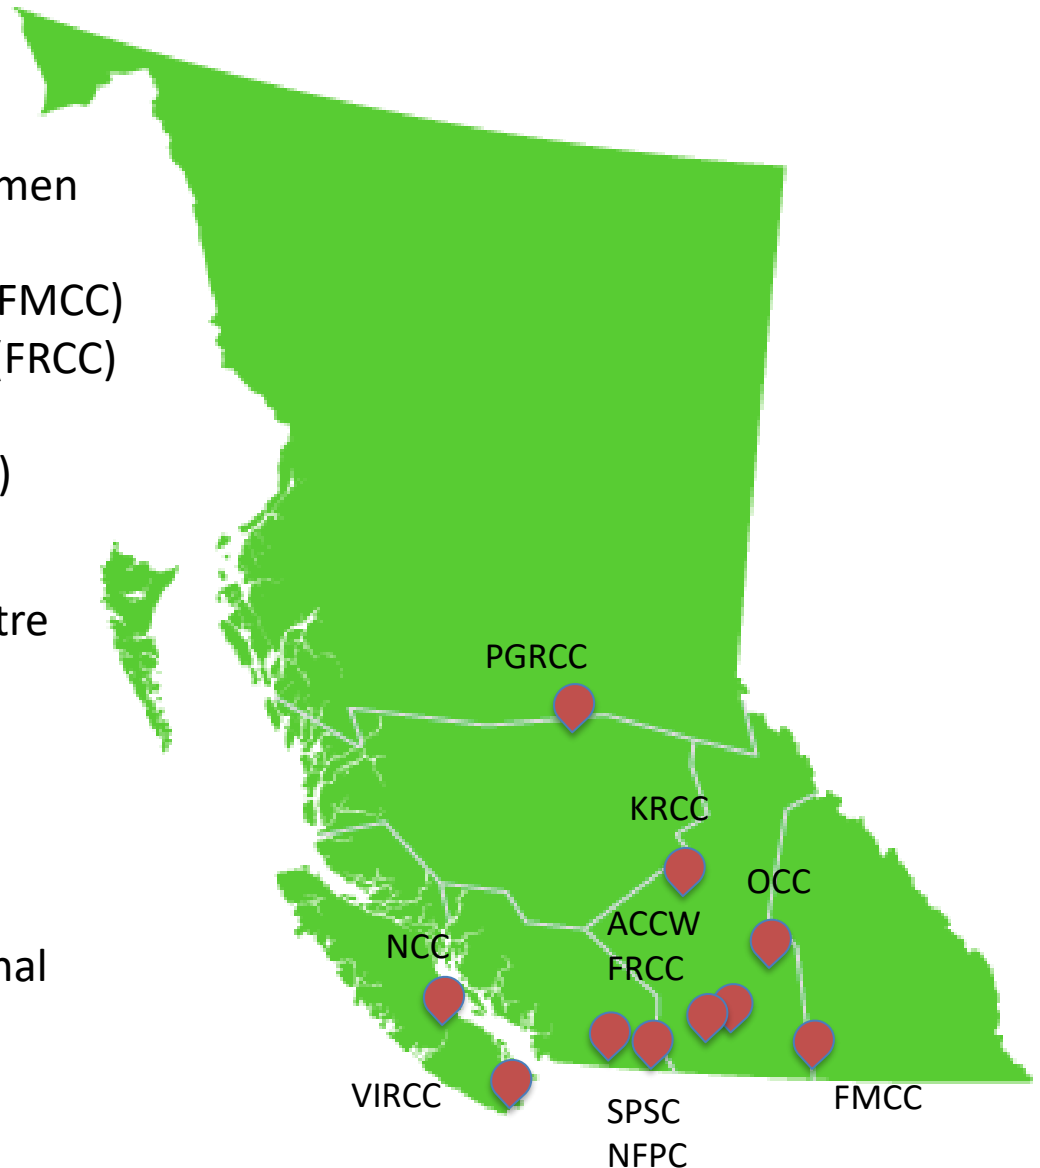 men
FMCC)
(FRCC)
)
tre
nal
PGRCC
KRCC
OCC
ACCW
FRCC
NCC
VIRCC
SPSC
NFPC
FMCC